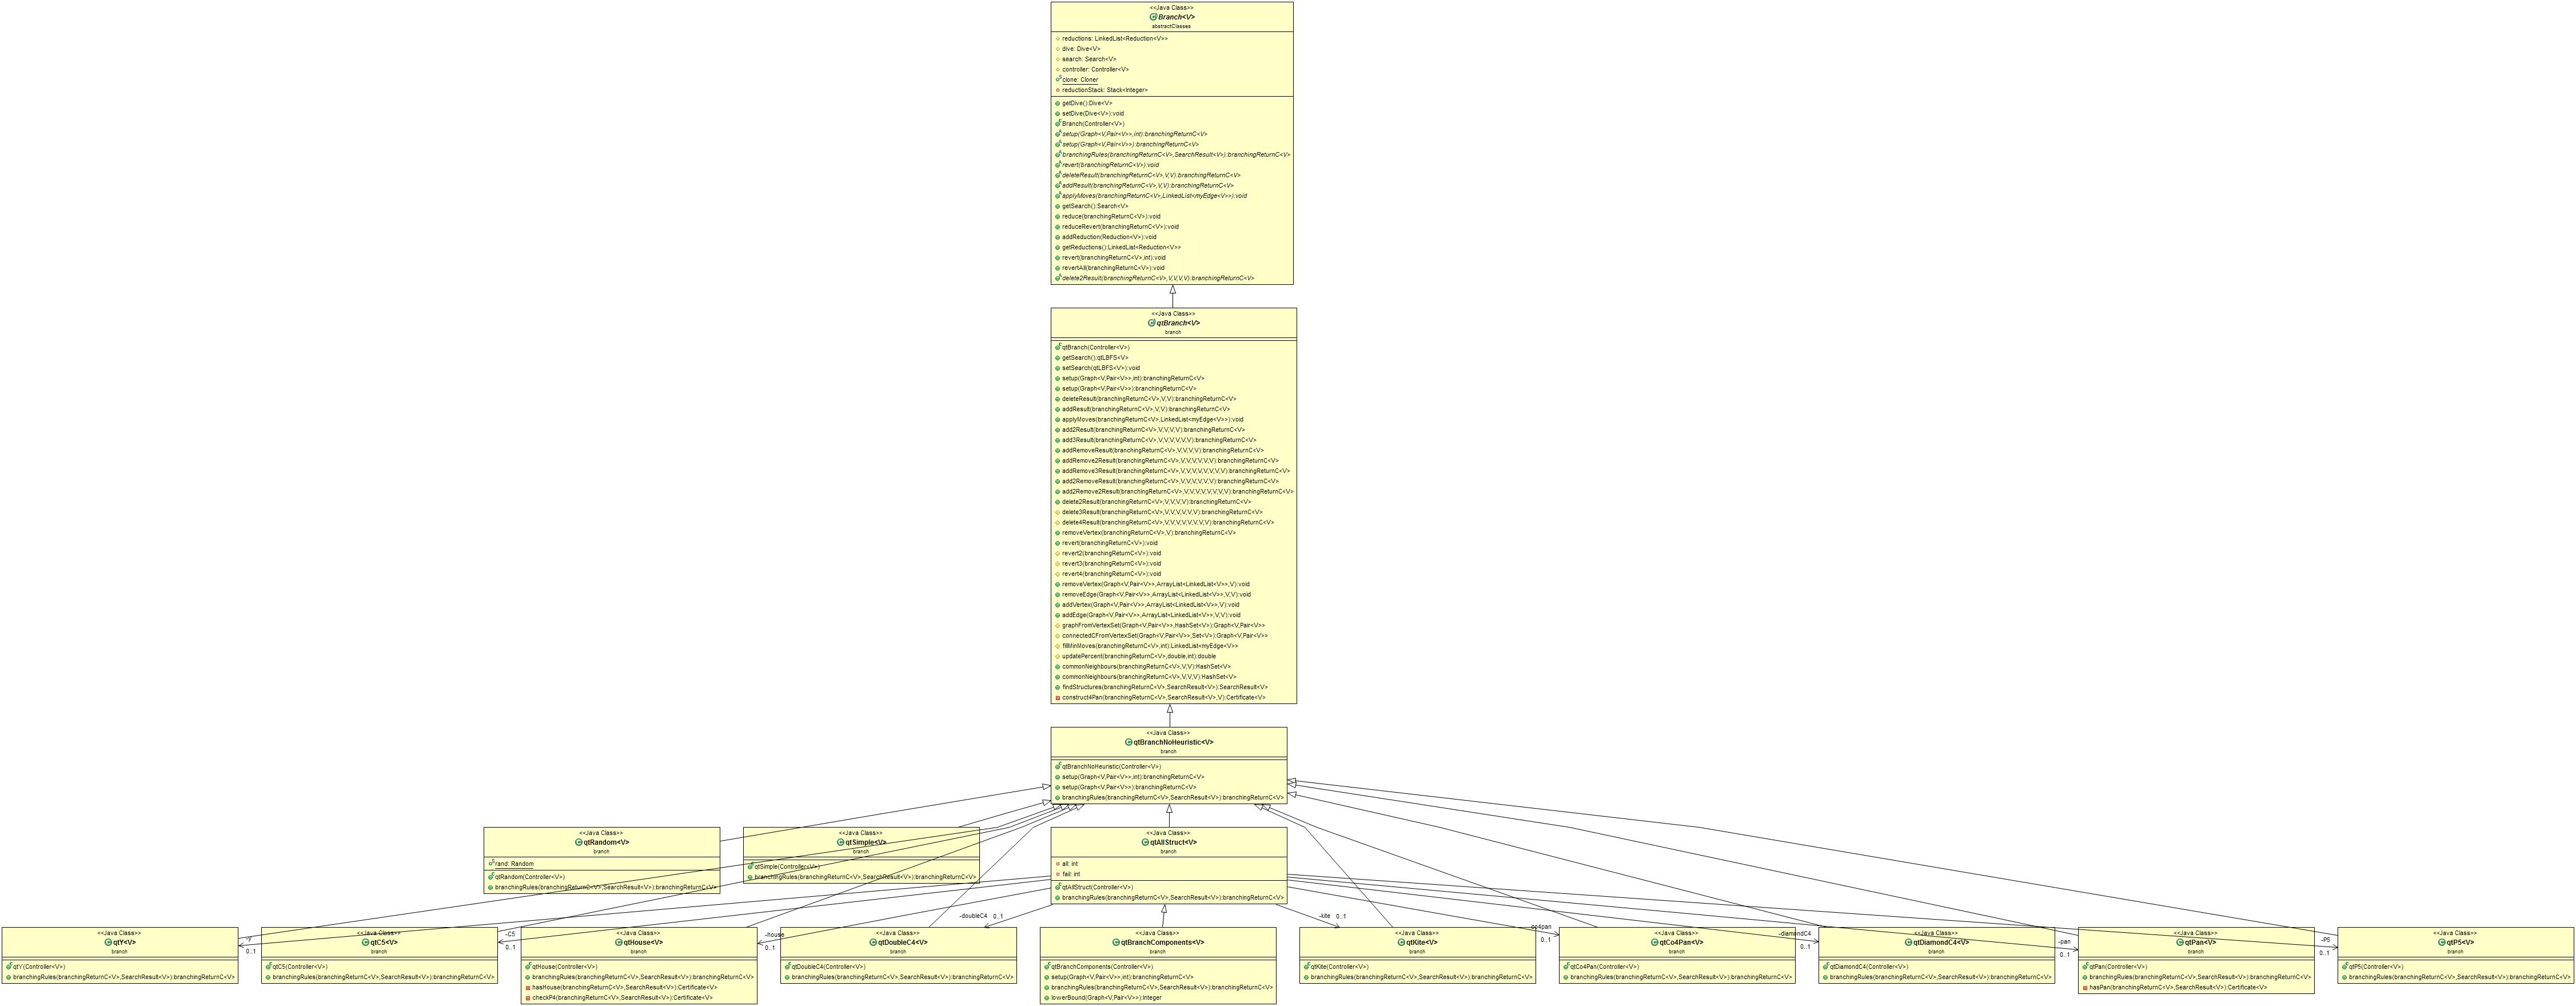 <<Java Class>>
Branch<V>
abstractClasses
reductions: LinkedList<Reduction<V>>
dive: Dive<V>
search: Search<V>
controller: Controller<V>
clone: Cloner
reductionStack: Stack<Integer>
getDive():Dive<V>
setDive(Dive<V>):void
Branch(Controller<V>)
setup(Graph<V,Pair<V>>,int):branchingReturnC<V>
setup(Graph<V,Pair<V>>):branchingReturnC<V>
branchingRules(branchingReturnC<V>,SearchResult<V>):branchingReturnC<V>
revert(branchingReturnC<V>):void
deleteResult(branchingReturnC<V>,V,V):branchingReturnC<V>
addResult(branchingReturnC<V>,V,V):branchingReturnC<V>
applyMoves(branchingReturnC<V>,LinkedList<myEdge<V>>):void
getSearch():Search<V>
reduce(branchingReturnC<V>):void
reduceRevert(branchingReturnC<V>):void
addReduction(Reduction<V>):void
getReductions():LinkedList<Reduction<V>>
revert(branchingReturnC<V>,int):void
revertAll(branchingReturnC<V>):void
delete2Result(branchingReturnC<V>,V,V,V,V):branchingReturnC<V>
<<Java Class>>
qtBranch<V>
branch
qtBranch(Controller<V>)
getSearch():qtLBFS<V>
setSearch(qtLBFS<V>):void
setup(Graph<V,Pair<V>>,int):branchingReturnC<V>
setup(Graph<V,Pair<V>>):branchingReturnC<V>
deleteResult(branchingReturnC<V>,V,V):branchingReturnC<V>
addResult(branchingReturnC<V>,V,V):branchingReturnC<V>
applyMoves(branchingReturnC<V>,LinkedList<myEdge<V>>):void
add2Result(branchingReturnC<V>,V,V,V,V):branchingReturnC<V>
add3Result(branchingReturnC<V>,V,V,V,V,V,V):branchingReturnC<V>
addRemoveResult(branchingReturnC<V>,V,V,V,V):branchingReturnC<V>
addRemove2Result(branchingReturnC<V>,V,V,V,V,V,V):branchingReturnC<V>
addRemove3Result(branchingReturnC<V>,V,V,V,V,V,V,V,V):branchingReturnC<V>
add2RemoveResult(branchingReturnC<V>,V,V,V,V,V,V):branchingReturnC<V>
add2Remove2Result(branchingReturnC<V>,V,V,V,V,V,V,V,V):branchingReturnC<V>
delete2Result(branchingReturnC<V>,V,V,V,V):branchingReturnC<V>
delete3Result(branchingReturnC<V>,V,V,V,V,V,V):branchingReturnC<V>
delete4Result(branchingReturnC<V>,V,V,V,V,V,V,V,V):branchingReturnC<V>
removeVertex(branchingReturnC<V>,V):branchingReturnC<V>
revert(branchingReturnC<V>):void
revert2(branchingReturnC<V>):void
revert3(branchingReturnC<V>):void
revert4(branchingReturnC<V>):void
removeVertex(Graph<V,Pair<V>>,ArrayList<LinkedList<V>>,V):void
removeEdge(Graph<V,Pair<V>>,ArrayList<LinkedList<V>>,V,V):void
addVertex(Graph<V,Pair<V>>,ArrayList<LinkedList<V>>,V):void
addEdge(Graph<V,Pair<V>>,ArrayList<LinkedList<V>>,V,V):void
graphFromVertexSet(Graph<V,Pair<V>>,HashSet<V>):Graph<V,Pair<V>>
connectedCFromVertexSet(Graph<V,Pair<V>>,Set<V>):Graph<V,Pair<V>>
fillMinMoves(branchingReturnC<V>,int):LinkedList<myEdge<V>>
updatePercent(branchingReturnC<V>,double,int):double
commonNeighbours(branchingReturnC<V>,V,V):HashSet<V>
commonNeighbours(branchingReturnC<V>,V,V,V):HashSet<V>
findStructures(branchingReturnC<V>,SearchResult<V>):SearchResult<V>
construct4Pan(branchingReturnC<V>,SearchResult<V>,V):Certificate<V>
<<Java Class>>
qtBranchNoHeuristic<V>
branch
qtBranchNoHeuristic(Controller<V>)
setup(Graph<V,Pair<V>>,int):branchingReturnC<V>
setup(Graph<V,Pair<V>>):branchingReturnC<V>
branchingRules(branchingReturnC<V>,SearchResult<V>):branchingReturnC<V>
<<Java Class>>
qtRandom<V>
branch
rand: Random
qtRandom(Controller<V>)
branchingRules(branchingReturnC<V>,SearchResult<V>):branchingReturnC<V>
<<Java Class>>
qtSimple<V>
branch
qtSimple(Controller<V>)
branchingRules(branchingReturnC<V>,SearchResult<V>):branchingReturnC<V>
<<Java Class>>
qtAllStruct<V>
branch
all: int
fail: int
qtAllStruct(Controller<V>)
branchingRules(branchingReturnC<V>,SearchResult<V>):branchingReturnC<V>
<<Java Class>>
qtY<V>
branch
qtY(Controller<V>)
branchingRules(branchingReturnC<V>,SearchResult<V>):branchingReturnC<V>
-Y
0..1
<<Java Class>>
qtC5<V>
branch
qtC5(Controller<V>)
branchingRules(branchingReturnC<V>,SearchResult<V>):branchingReturnC<V>
-C5
0..1
<<Java Class>>
qtHouse<V>
branch
qtHouse(Controller<V>)
branchingRules(branchingReturnC<V>,SearchResult<V>):branchingReturnC<V>
hasHouse(branchingReturnC<V>,SearchResult<V>):Certificate<V>
checkP4(branchingReturnC<V>,SearchResult<V>):Certificate<V>
-house
0..1
<<Java Class>>
qtDoubleC4<V>
branch
qtDoubleC4(Controller<V>)
branchingRules(branchingReturnC<V>,SearchResult<V>):branchingReturnC<V>
-doubleC4 0..1
<<Java Class>>
qtBranchComponents<V>
branch
qtBranchComponents(Controller<V>)
setup(Graph<V,Pair<V>>,int):branchingReturnC<V>
branchingRules(branchingReturnC<V>,SearchResult<V>):branchingReturnC<V>
lowerBound(Graph<V,Pair<V>>):Integer
-kite 0..1
<<Java Class>>
qtKite<V>
branch
qtKite(Controller<V>)
branchingRules(branchingReturnC<V>,SearchResult<V>):branchingReturnC<V>
-co4pan
0..1
<<Java Class>>
qtCo4Pan<V>
branch
qtCo4Pan(Controller<V>)
branchingRules(branchingReturnC<V>,SearchResult<V>):branchingReturnC<V>
-diamondC4
0..1
<<Java Class>>
qtDiamondC4<V>
branch
qtDiamondC4(Controller<V>)
branchingRules(branchingReturnC<V>,SearchResult<V>):branchingReturnC<V>
-pan
0..1
<<Java Class>>
qtPan<V>
branch
qtPan(Controller<V>)
branchingRules(branchingReturnC<V>,SearchResult<V>):branchingReturnC<V>
hasPan(branchingReturnC<V>,SearchResult<V>):Certificate<V>
-P5
0..1
<<Java Class>>
qtP5<V>
branch
qtP5(Controller<V>)
branchingRules(branchingReturnC<V>,SearchResult<V>):branchingReturnC<V>